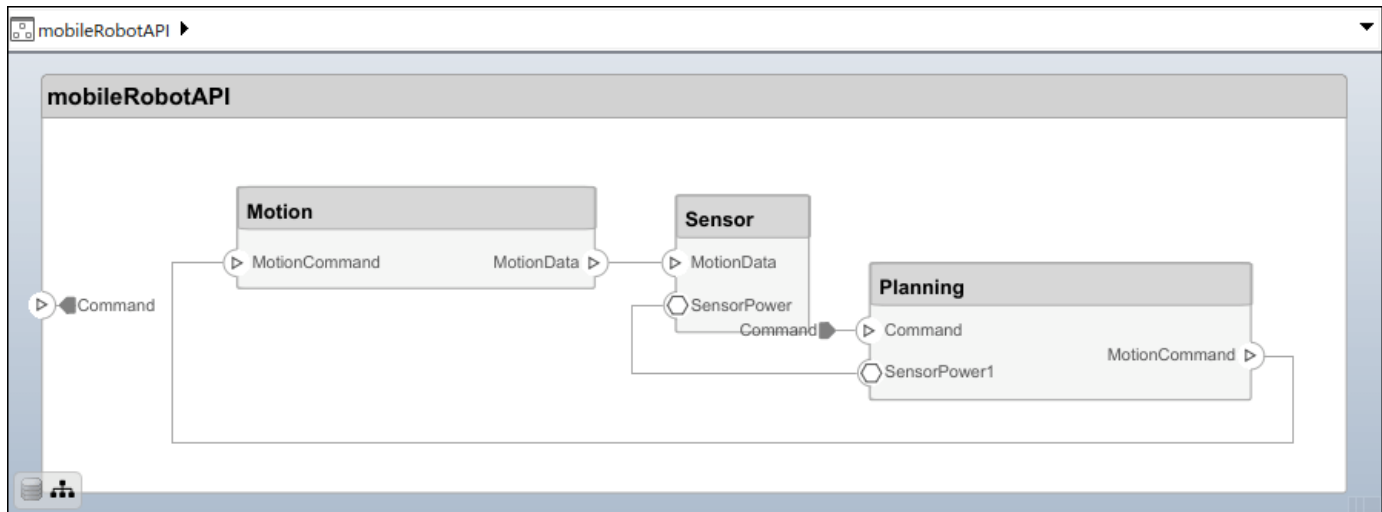 mobileRobotAPI
mobileRobotAPI
Motion
MotionCommand
MotionData
Command
Sensor
MotionData
SensorPower
Command
Planning
Command
SensorPower1
MotionCommand